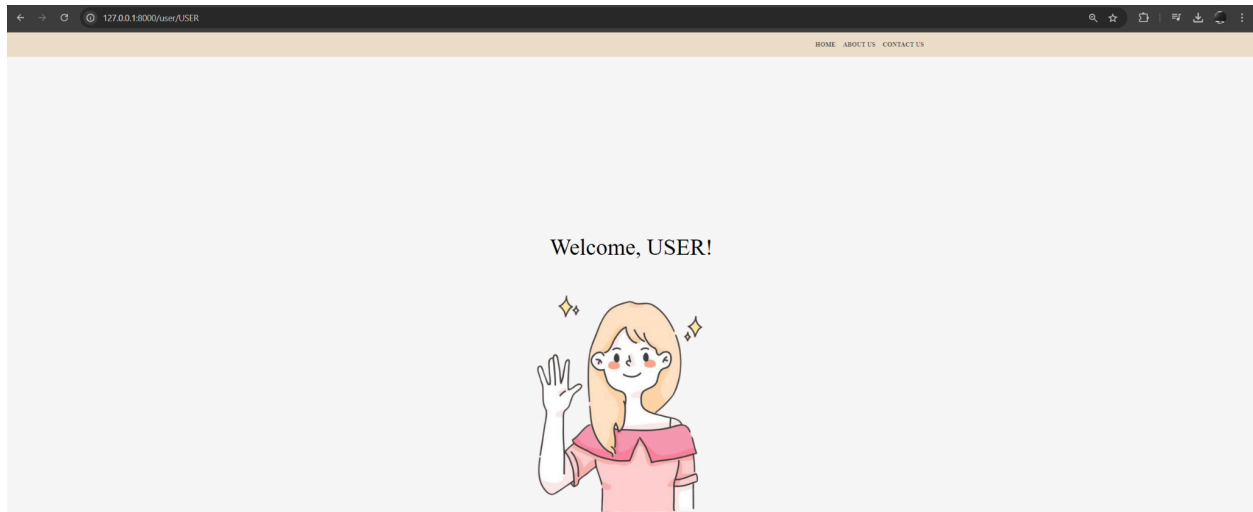 127.0.0.1:8000/user/USER
HOME ABOUT US CONTACT US
Welcome, USER!